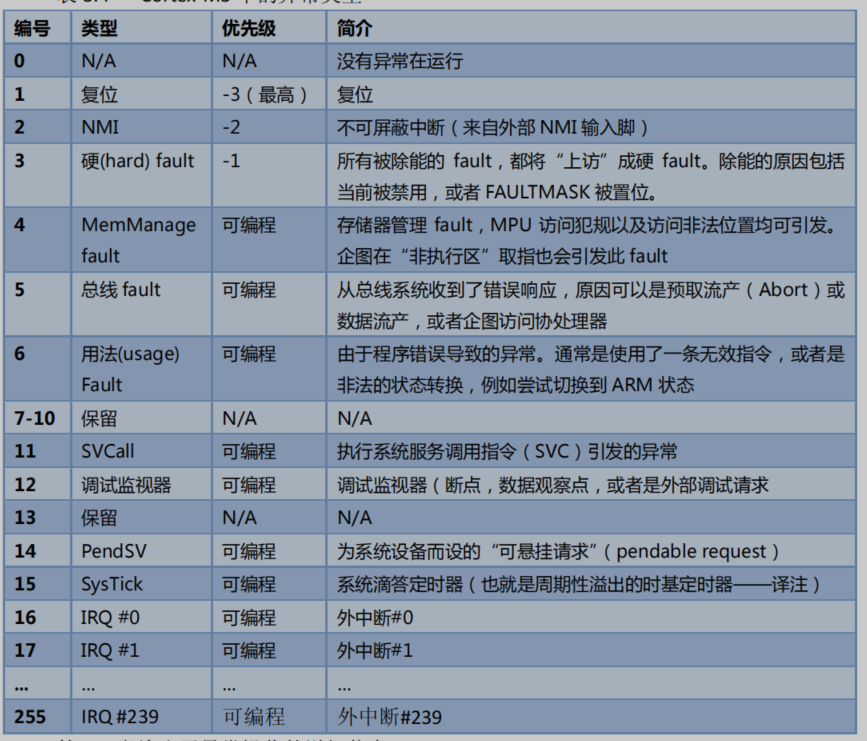 编号 类型 优先级 简介
0 N/A N/A 没有异常在运行
1 复位 -3（最高） 复位
2 NMI -2 不可屏蔽中断（来自外部 NMI 输入脚）
3 硬(hard) fault -1 所有被除能的 fault，都将“上访”成硬 fault。除能的原因包括
当前被禁用，或者 FAULTMASK 被置位。
4 MemManage 可编程 存储器管理 fault，MPU 访问犯规以及访问非法位置均可引发。
fault 企图在“非执行区”取指也会引发此 fault
5 总线 fault 可编程 从总线系统收到了错误响应，原因可以是预取流产（Abort）或
数据流产，或者企图访问协处理器
6 用法(usage) 可编程 由于程序错误导致的异常。通常是使用了一条无效指令，或者是
Fault 非法的状态转换，例如尝试切换到 ARM 状态
7-10 保留 N/A N/A
11 SVCall 可编程 执行系统服务调用指令（SVC）引发的异常
12 调试监视器 可编程 调试监视器（断点，数据观察点，或者是外部调试请求
13 保留 N/A N/A
14 PendSV 可编程 为系统设备而设的“可悬挂请求”（pendable request）
15 SysTick 可编程 系统滴答定时器（也就是周期性溢出的时基定时器——译注）
16 IRQ #0 可编程 外中断#0
17 IRQ #1 可编程 外中断#1
... ... ... ...
255 IRQ #239 可编程 外中断#239